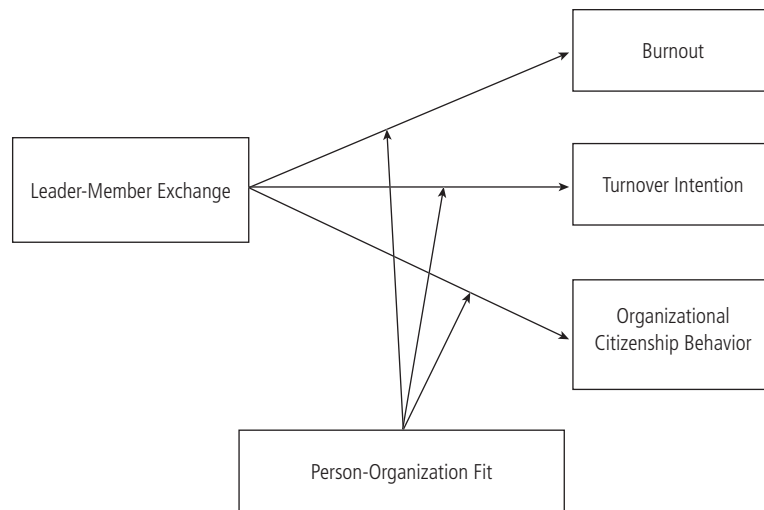 Burnout
Leader-Member Exchange
Turnover Intention
Organizational
Citizenship Behavior
Person-Organization Fit